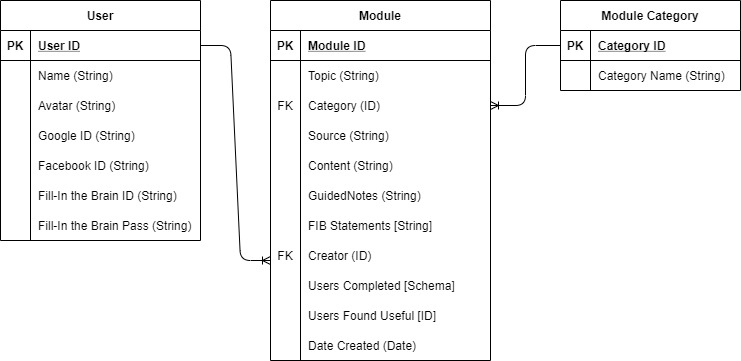 User
PK User ID
Name (String)
Avatar (String)
Google ID (String)
Facebook ID (String)
Fill-In the Brain ID (String)
Fill-In the Brain Pass (String)
Module
PK Module ID
Topic (String)
FK Category (ID)
Source (String)
Content (String)
GuidedNotes (String)
FIB Statements [String]
FK Creator (ID)
Users Completed [Schema]
Users Found Useful [ID]
Date Created (Date)
Module Category
PK Category ID
Category Name (String)